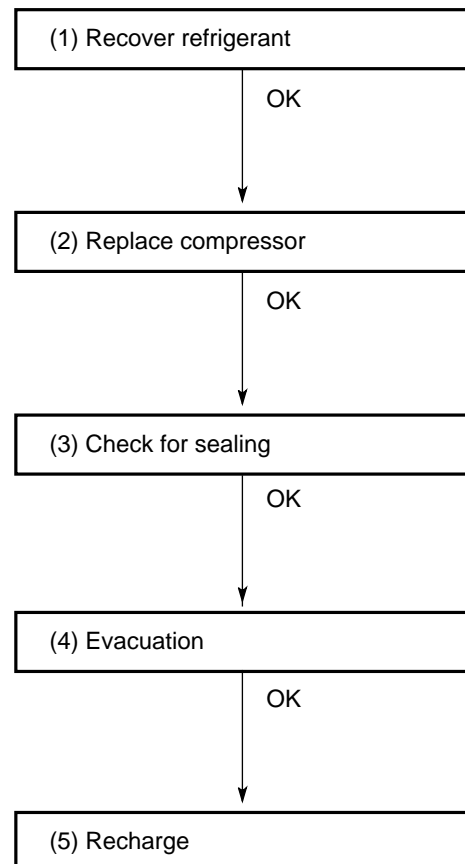 (1) Recover refrigerant
OK
(2) Replace compressor
OK
(3) Check for sealing
OK
(4) Evacuation
OK
(5) Recharge